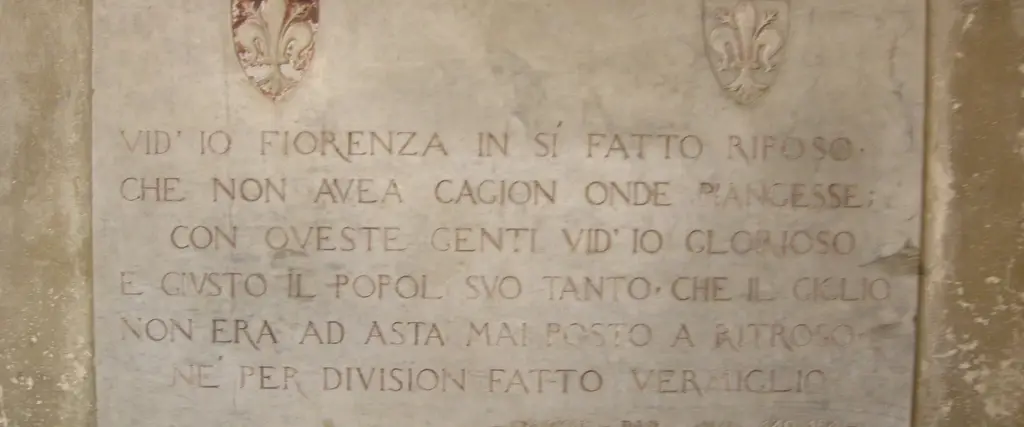 VID' IO FIORENZA IN SÍ FATTO RIPOSO·
CHE NON AVEA CAGION ONDE PIANGESSE;
CON QVESTE GENTI VID' IO GLORIOSO
E GIVSTO IL POPOL SVO TANTO· CHE IL GIGLIO
NON ERA AD ASTA MAI POSTO A RITROSO·
NÉ PER DIVISION FATTO VERMIGLIO